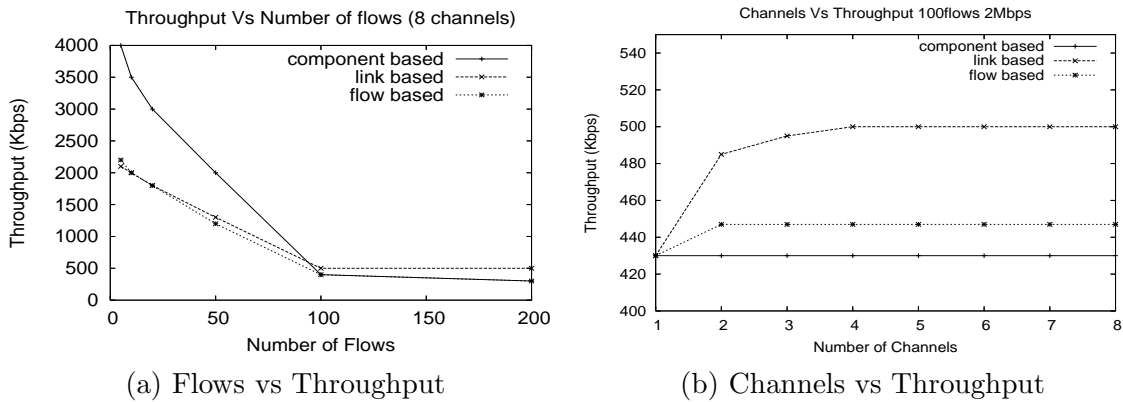 Throughput Vs Number of flows (8 channels)
4000
3500
3000
2500
2000
1500
1000
500
0
0 50 100 150 200
Throughput (Kbps)
Number of Flows
component based
link based
flow based
(a) Flows vs Throughput
Channels Vs Throughput 100flows 2Mbps
540
520
500
480
460
440
420
400
1 2 3 4 5 6 7 8
Throughput (Kbps)
Number of Channels
component based
link based
flow based
(b) Channels vs Throughput